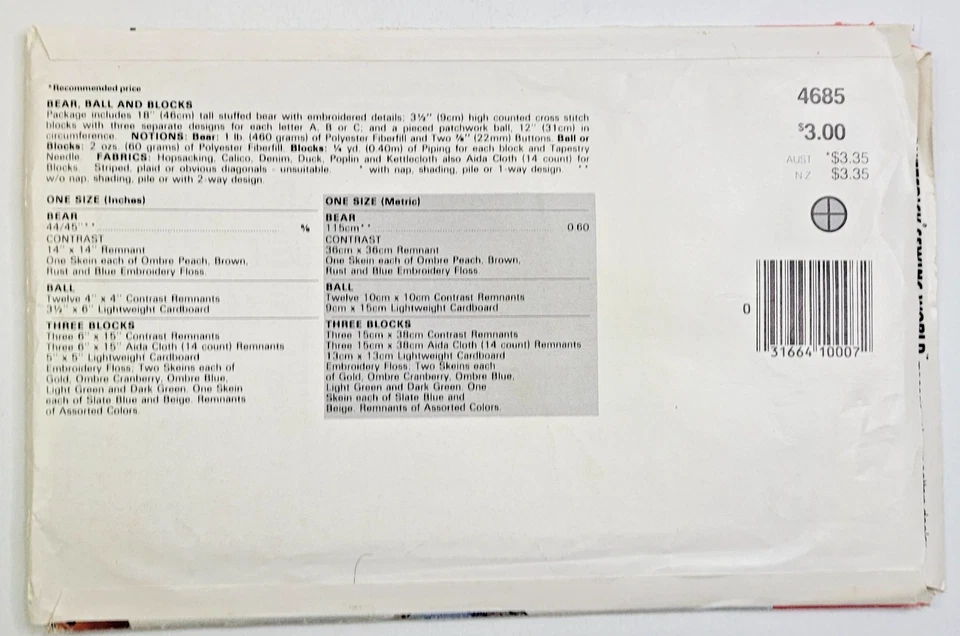 *Recommended price
BEAR, BALL AND BLOCKS
Package includes 18" (46cm) tall stuffed bear with embroidered details; 3½" (9cm) high counted cross stitch
blocks with three separate designs for each letter A, B or C; and a pieced patchwork ball, 12" (31cm) in
circumference. NOTIONS: Bear: 1 lb. (460 grams) of Polyester Fiberfill and Two ⅞" (22mm) Buttons. Ball or
Blocks: 2 ozs. (60 grams) of Polyester Fiberfill. Blocks: ¼ yd. (0.40m) of Piping for each block and Tapestry
Needle. FABRICS: Hopsacking, Calico, Denim, Duck, Poplin and Kettlecloth also Aida Cloth (14 count) for
Blocks. Striped, plaid or obvious diagonals - unsuitable. * with nap, shading, pile or 1-way design. **
w/o nap, shading, pile or with 2-way design.
ONE SIZE (Inches)
BEAR
44/45"**
CONTRAST
14" x 14" Remnant
One Skein each of Ombre Peach, Brown,
Rust and Blue Embroidery Floss.
BALL
Twelve 4" x 4" Contrast Remnants
3½" x 6" Lightweight Cardboard
THREE BLOCKS
Three 6" x 15" Contrast Remnants
Three 6" x 15" Aida Cloth (14 count) Remnants
5" x 5" Lightweight Cardboard
Embroidery Floss, Two Skeins each of
Gold, Ombre Cranberry, Ombre Blue,
Light Green and Dark Green. One Skein
each of Slate Blue and Beige. Remnants
of Assorted Colors.
ONE SIZE (Metric)
BEAR
115cm** 0.60
CONTRAST
36cm x 36cm Remnant
One Skein each of Ombre Peach, Brown,
Rust and Blue Embroidery Floss
BALL
Twelve 10cm x 10cm Contrast Remnants
9cm x 15cm Lightweight Cardboard
THREE BLOCKS
Three 15cm x 38cm Contrast Remnants
Three 15cm x 38cm Aida Cloth (14 count) Remnants
13cm x 13cm Lightweight Cardboard
Embroidery Floss, Two Skeins each
of Gold, Ombre Cranberry, Ombre Blue,
Light Green and Dark Green. One
Skein each of Slate Blue and
Beige. Remnants of Assorted Colors.
4685
$3.00
AUST *$3.35
N.Z. $3.35
0
31664 10007